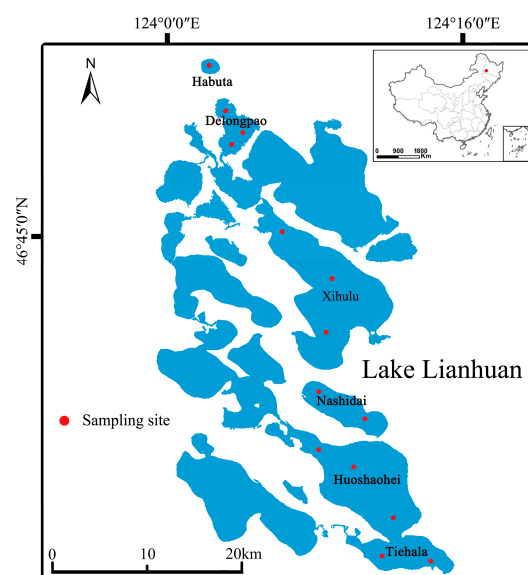 124°0'0"E 124°16'0"E
N
Habuta
Delongpao
0 900 1800
Km
46°45'0"N
Xihulu
Lake Lianhuan
Nashidai
Sampling site
Huoshaohei
Tiehala
0 10 20km